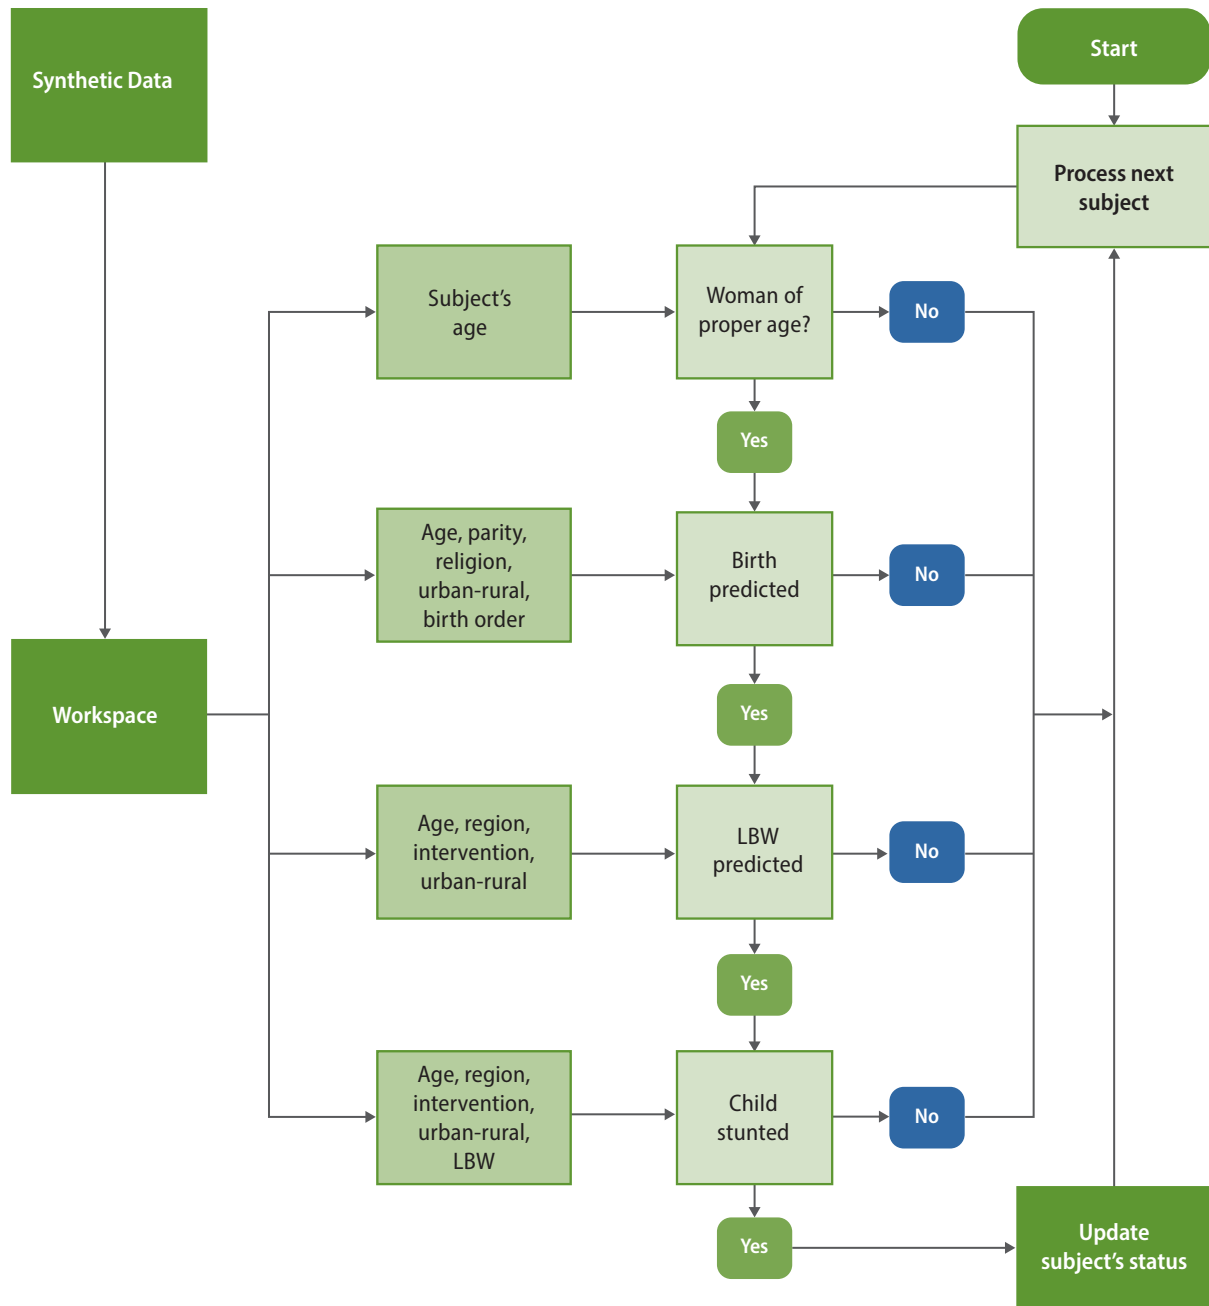 Synthetic Data
Start
Process next
subject
Subject’s
age
Woman of
proper age?
No
Yes
Age, parity,
religion,
urban-rural,
birth order
Birth
predicted
No
Workspace
Yes
Age, region,
intervention,
urban-rural
LBW
predicted
No
Yes
Age, region,
intervention,
urban-rural,
LBW
Child
stunted
No
Yes
Update
subject’s status